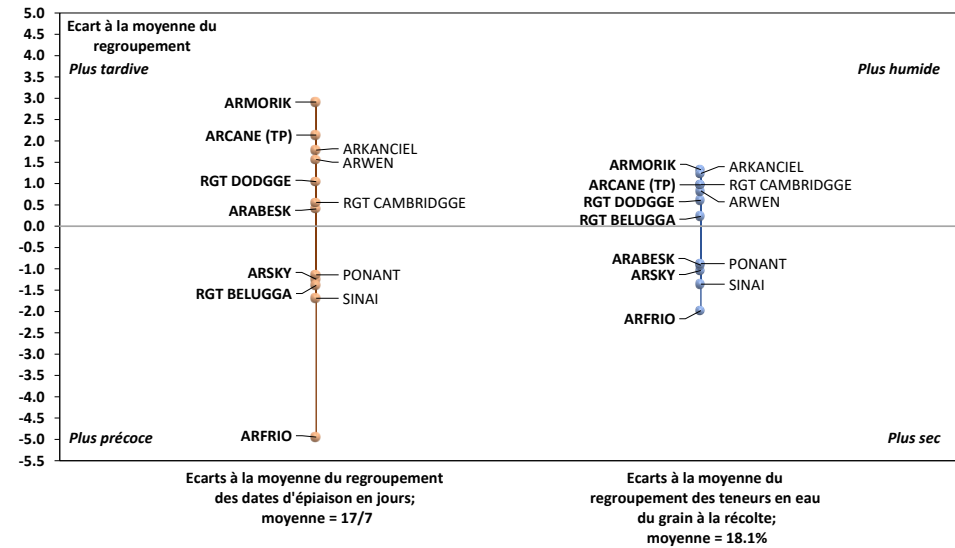 5.0
4.5
4.0
3.5
3.0
2.5
2.0
1.5
1.0
0.5
0.0
-0.5
-1.0
-1.5
-2.0
-2.5
-3.0
-3.5
-4.0
-4.5
-5.0
-5.5
Ecart à la moyenne du
regroupement
Plus tardive
Plus humide
ARMORIK
ARCANE (TP)
ARKANCIEL
ARWEN
RGT DODGGE
RGT CAMBRIDGGE
ARABESK
ARSKY
PONANT
RGT BELUGGA
SINAI
ARFRIO
ARMORIK
ARKANCIEL
ARCANE (TP)
RGT CAMBRIDGGE
RGT DODGGE
ARWEN
RGT BELUGGA
ARABESK
PONANT
ARSKY
SINAI
ARFRIO
Plus précoce
Plus sec
Ecarts à la moyenne du regroupement
des dates d'épiaison en jours;
moyenne = 17/7
Ecarts à la moyenne du
regroupement des teneurs en eau
du grain à la récolte;
moyenne = 18.1%